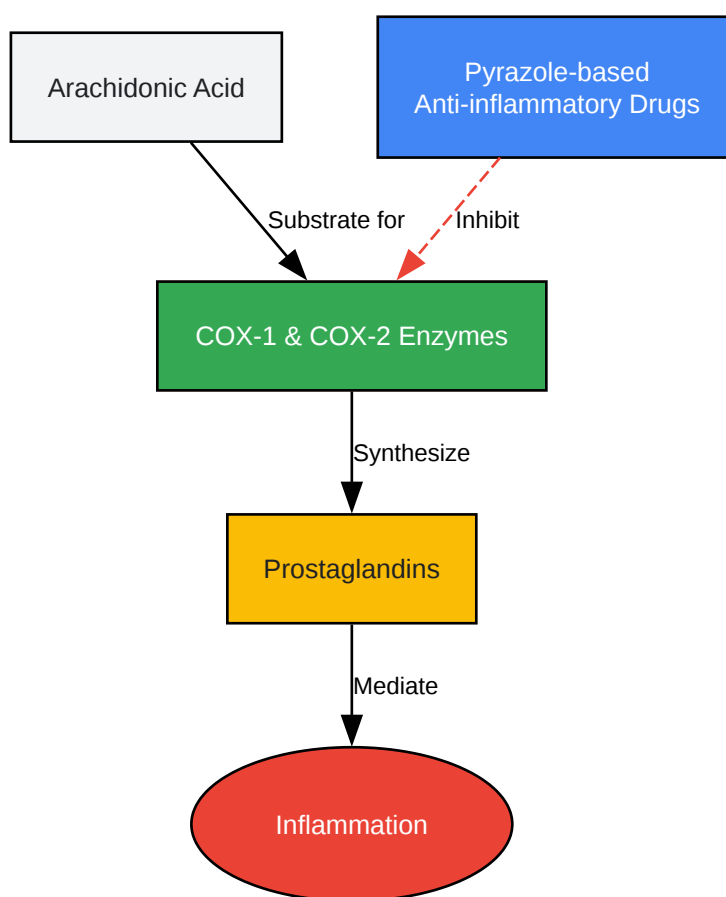 Arachidonic Acid
Pyrazole-based
Anti-inflammatory Drugs
Substrate for
Inhibit
COX-1 & COX-2 Enzymes
Synthesize
Prostaglandins
Mediate
Inflammation